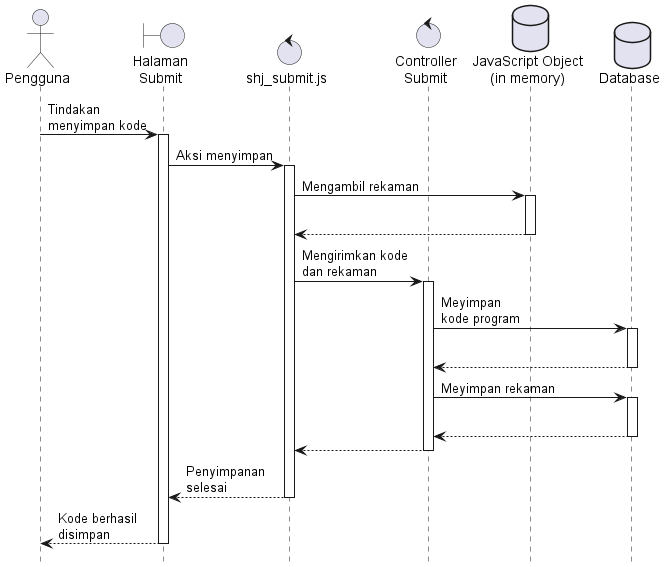 Pengguna
Halaman
Submit
shj_submit.js
Controller
Submit
JavaScript Object
(in memory)
Database
Tindakan
menyimpan kode
Aksi menyimpan
Mengambil rekaman
Mengirimkan kode
dan rekaman
Meyimpan
kode program
Meyimpan rekaman
Penyimpanan
selesai
Kode berhasil
disimpan